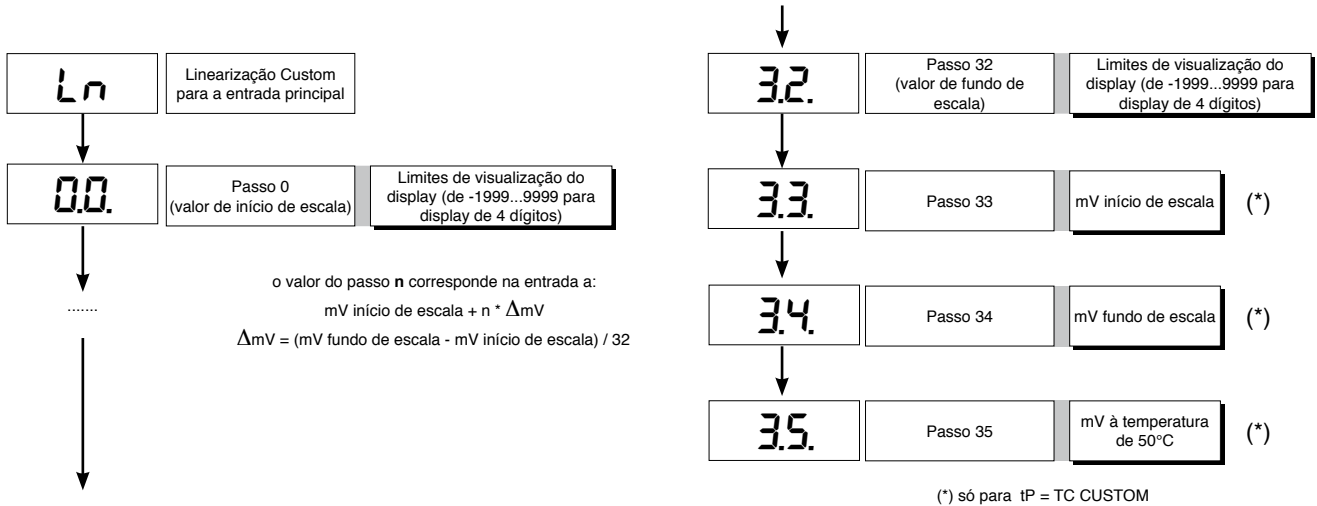 Ln
Linearização Custom
para a entrada principal
0.0.
Passo 0
(valor de início de escala)
Limites de visualização do
display (de -1999...9999 para
display de 4 dígitos)
.......
o valor do passo n corresponde na entrada a:
mV início de escala + n * ΔmV
ΔmV = (mV fundo de escala - mV início de escala) / 32
3.2.
Passo 32
(valor de fundo de
escala)
Limites de visualização do
display (de -1999...9999 para
display de 4 dígitos)
3.3.
Passo 33
mV início de escala
(*)
3.4.
Passo 34
mV fundo de escala
(*)
3.5.
Passo 35
mV à temperatura
de 50°C
(*)
(*) só para tP = TC CUSTOM